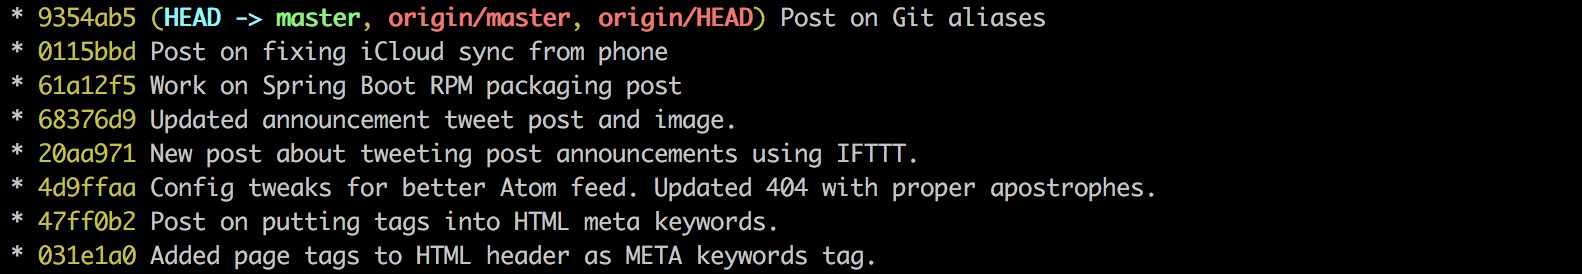 * 9354ab5 (HEAD -> master, origin/master, origin/HEAD) Post on Git aliases
* 0115bbd Post on fixing iCloud sync from phone
* 61a12f5 Work on Spring Boot RPM packaging post
* 68376d9 Updated announcement tweet post and image.
* 20aa971 New post about tweeting post announcements using IFTTT.
* 4d9ffaa Config tweaks for better Atom feed. Updated 404 with proper apostrophes.
* 47ff0b2 Post on putting tags into HTML meta keywords.
* 031e1a0 Added page tags to HTML header as META keywords tag.